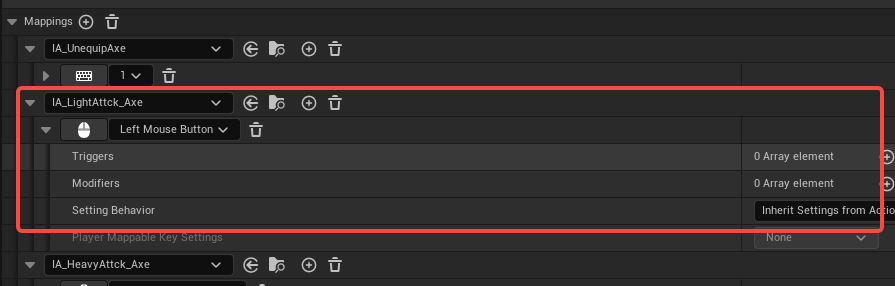 Mappings
IA_UnequipAxe
1
IA_LightAttck_Axe
Left Mouse Button
Triggers 0 Array element
Modifiers 0 Array element
Setting Behavior Inherit Settings from Actio
Player Mappable Key Settings None
IA_HeavyAttck_Axe